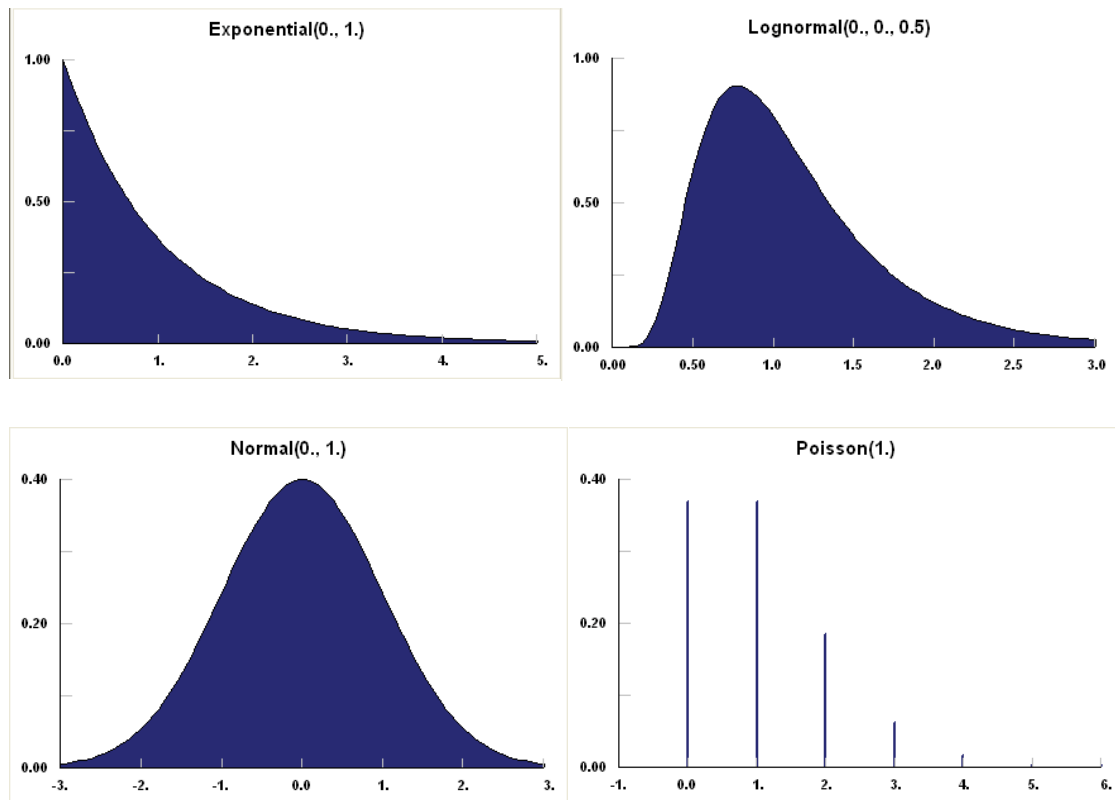 Exponential(0., 1.)
1.00
0.50
0.00
0.0 1. 2. 3. 4. 5.
Lognormal(0., 0., 0.5)
1.00
0.50
0.00
0.00 0.50 1.0 1.5 2.0 2.5 3.0
Normal(0., 1.)
0.40
0.20
0.00
-3. -2. -1. 0.0 1. 2. 3.
Poisson(1.)
0.40
0.20
0.00
-1. 0.0 1. 2. 3. 4. 5. 6.